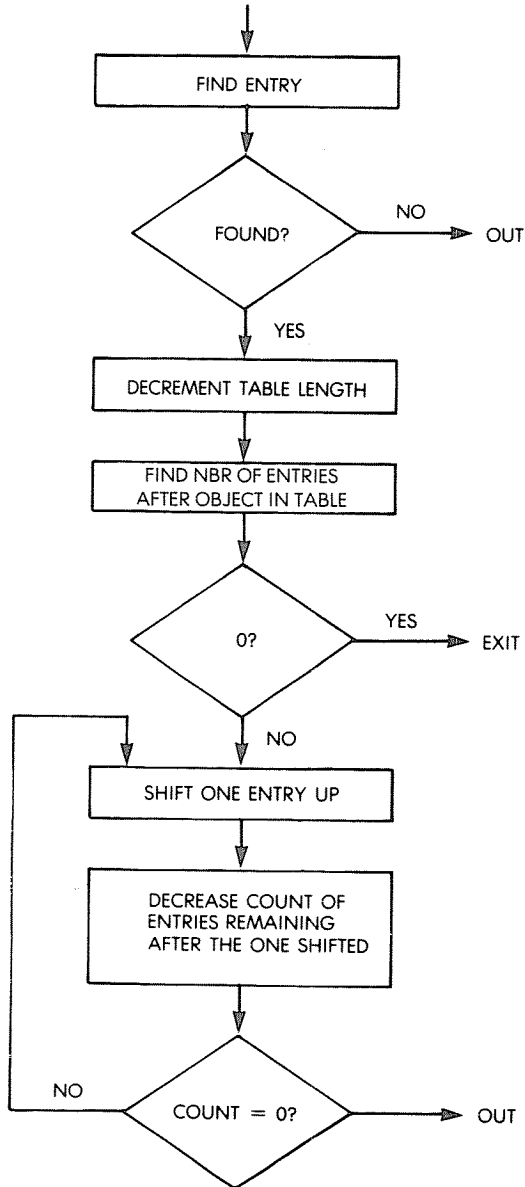 FIND ENTRY
FOUND?
NO
OUT
YES
DECREMENT TABLE LENGTH
FIND NBR OF ENTRIES
AFTER OBJECT IN TABLE
0?
YES
EXIT
NO
SHIFT ONE ENTRY UP
DECREASE COUNT OF
ENTRIES REMAINING
AFTER THE ONE SHIFTED
NO
COUNT = 0?
OUT